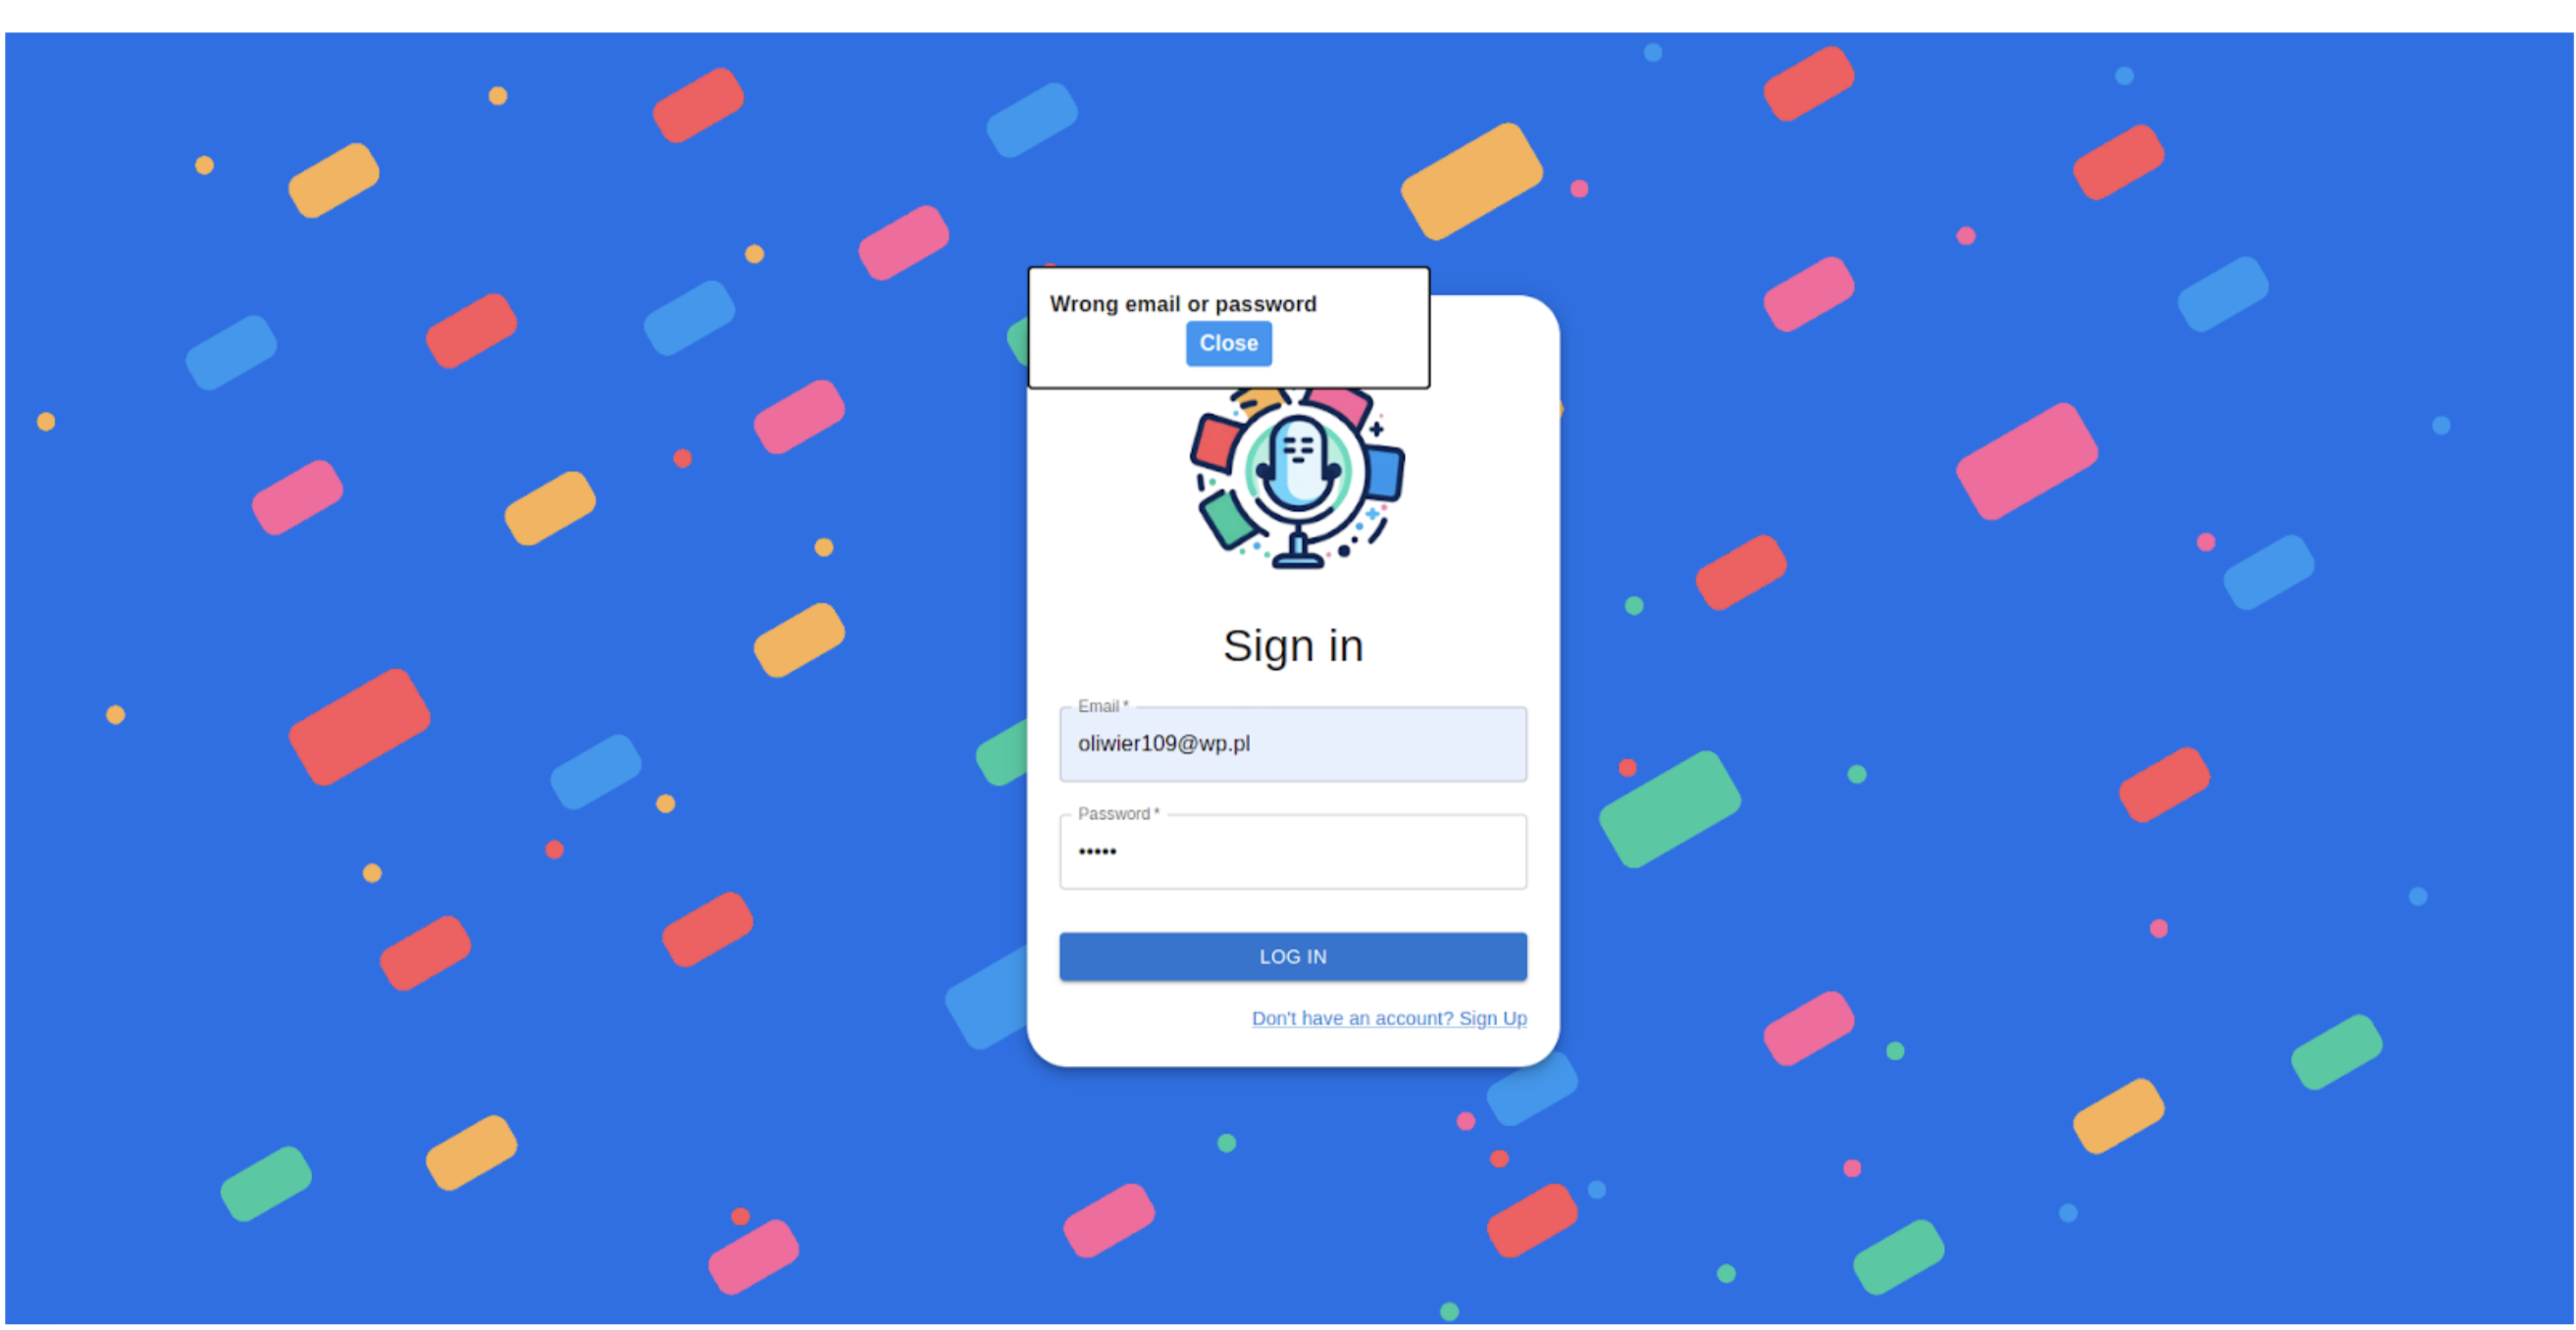 Wrong email or password
Close
Sign in
Email *
oliwier109@wp.pl
Password *
•••••
LOG IN
Don't have an account? Sign Up